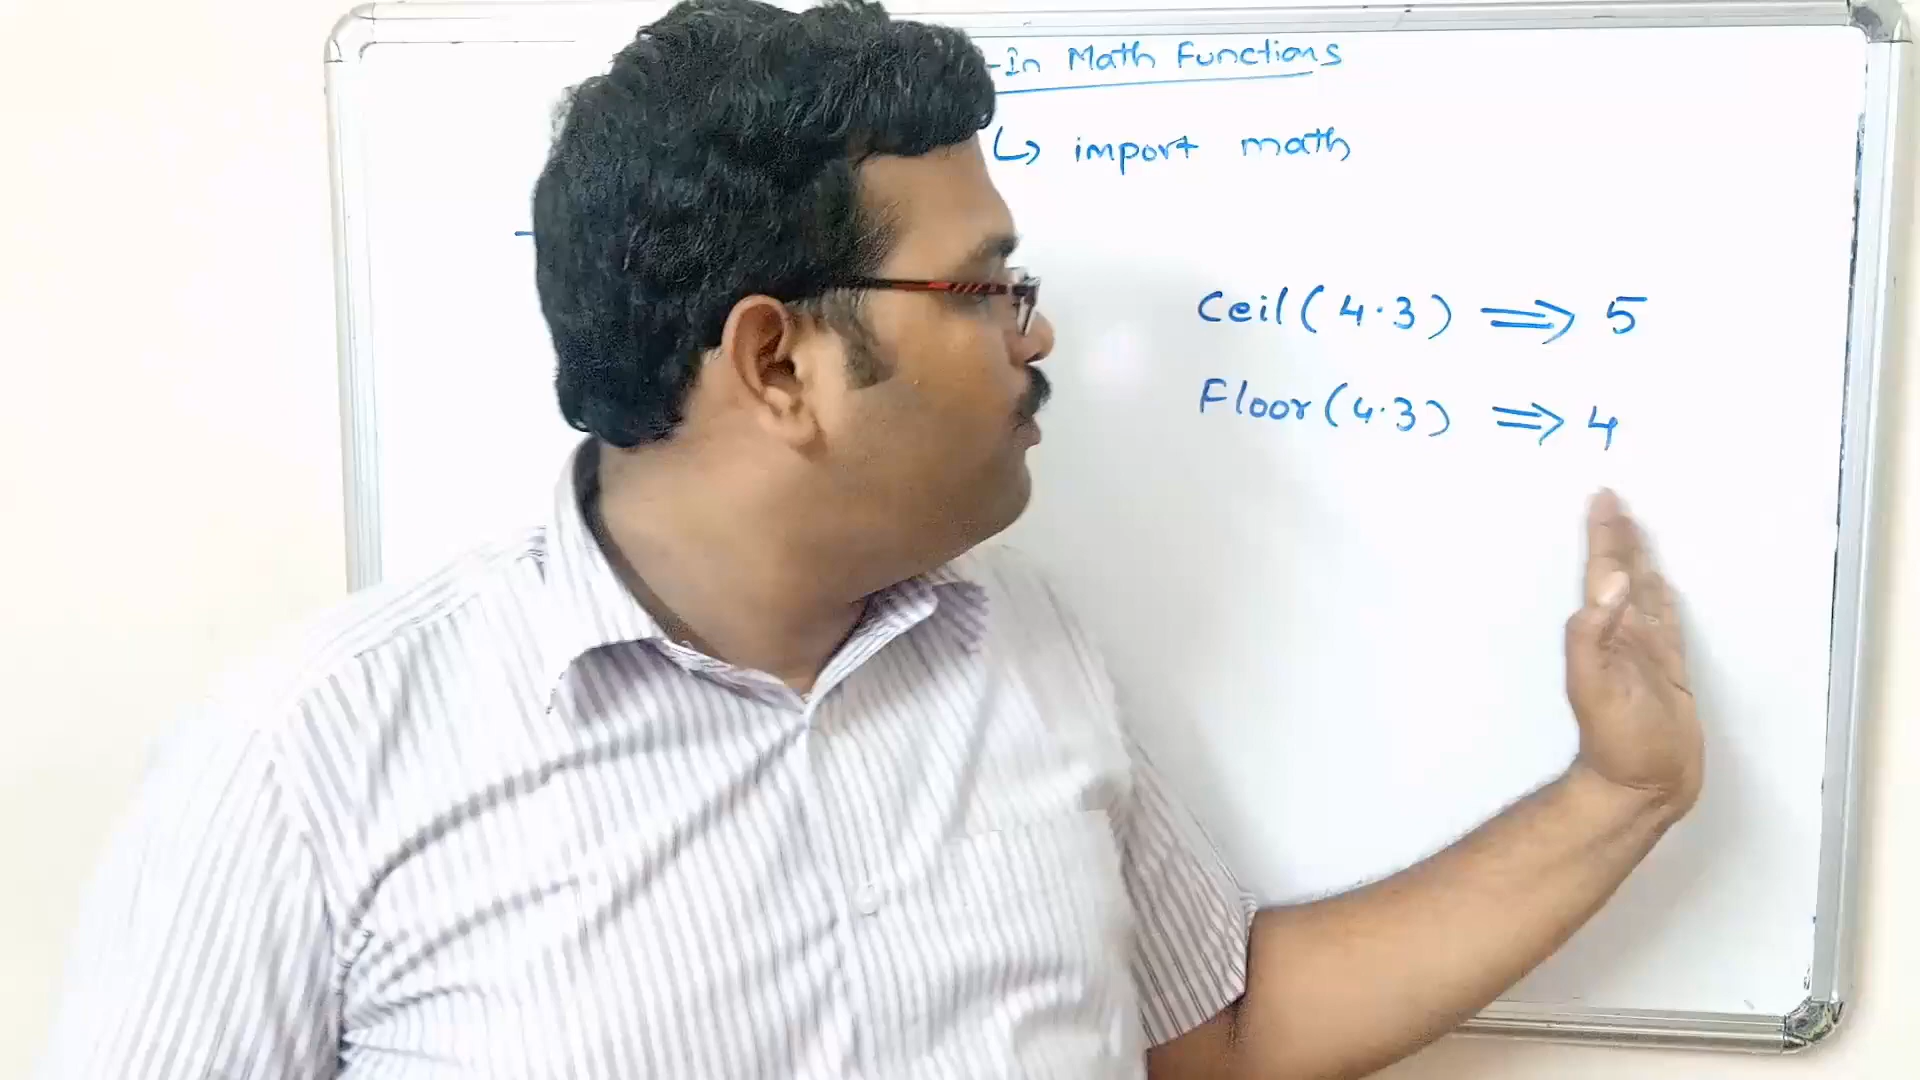 -In Math Functions
↳ import math
Ceil(4.3) ⟹ 5
Floor(4.3) ⟹ 4